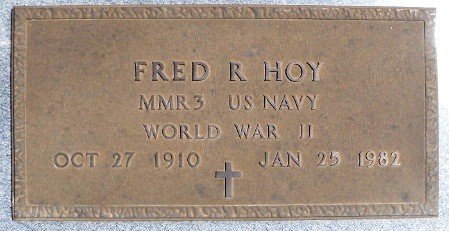 FRED R HOY
MMR3 US NAVY
WORLD WAR II
OCT 27 1910 JAN 25 1982